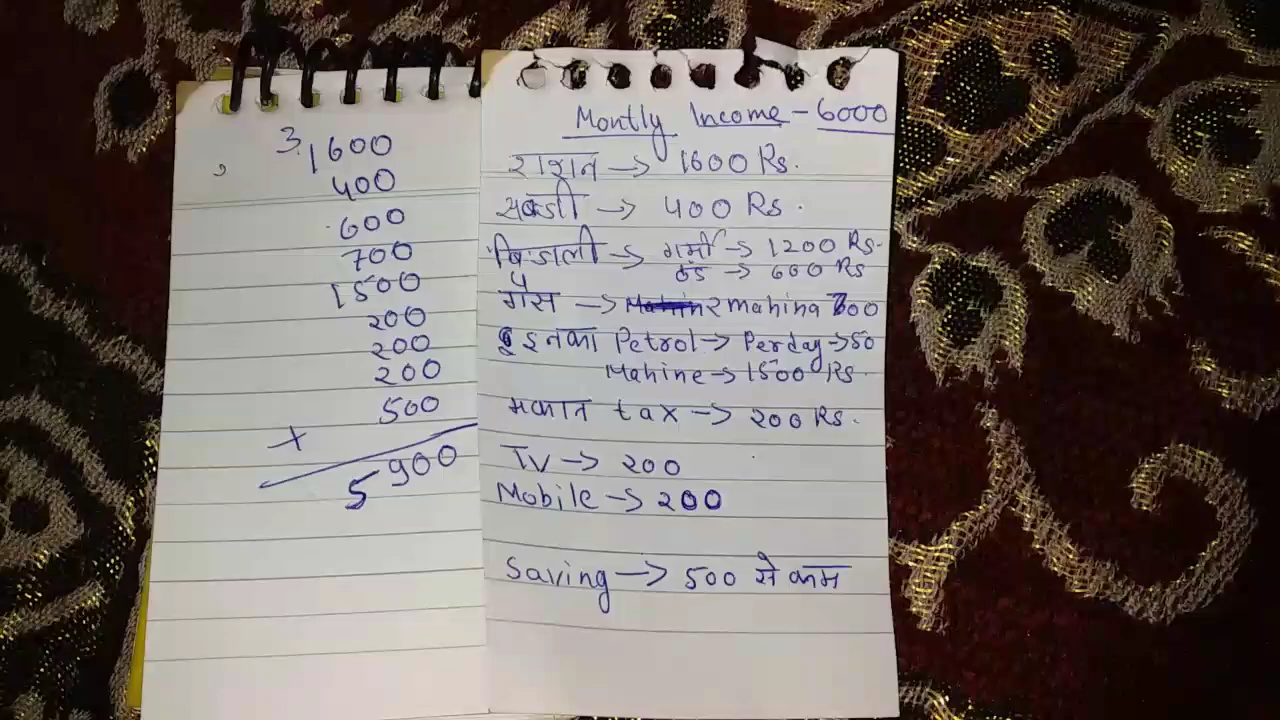 3.
1600
400
600
700
1500
200
200
200
500
+
5900
Montly Income - 6000
राशन → 1600 Rs.
सब्जी → 400 Rs.
बिजली → गर्मी → 1200 Rs.
ठंड → 600 Rs
गैस → 2 mahina 700
इनका Petrol → Perday → 50
Mahine → 1500 Rs.
मकान tax → 200 Rs.
TV → 200
Mobile → 200
Saving → 500 से कम